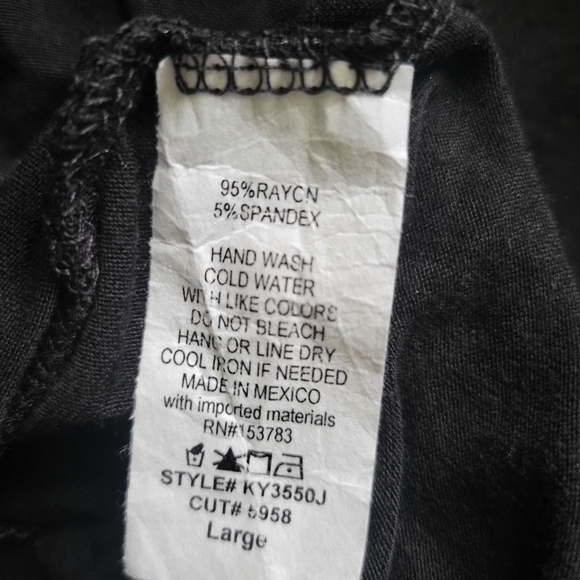 95%RAYON
5%SPANDEX
HAND WASH
COLD WATER
WITH LIKE COLORS
DO NOT BLEACH
HANG OR LINE DRY
COOL IRON IF NEEDED
MADE IN MEXICO
with imported materials
RN#153783
STYLE# KY3550J
CUT# 5958
Large